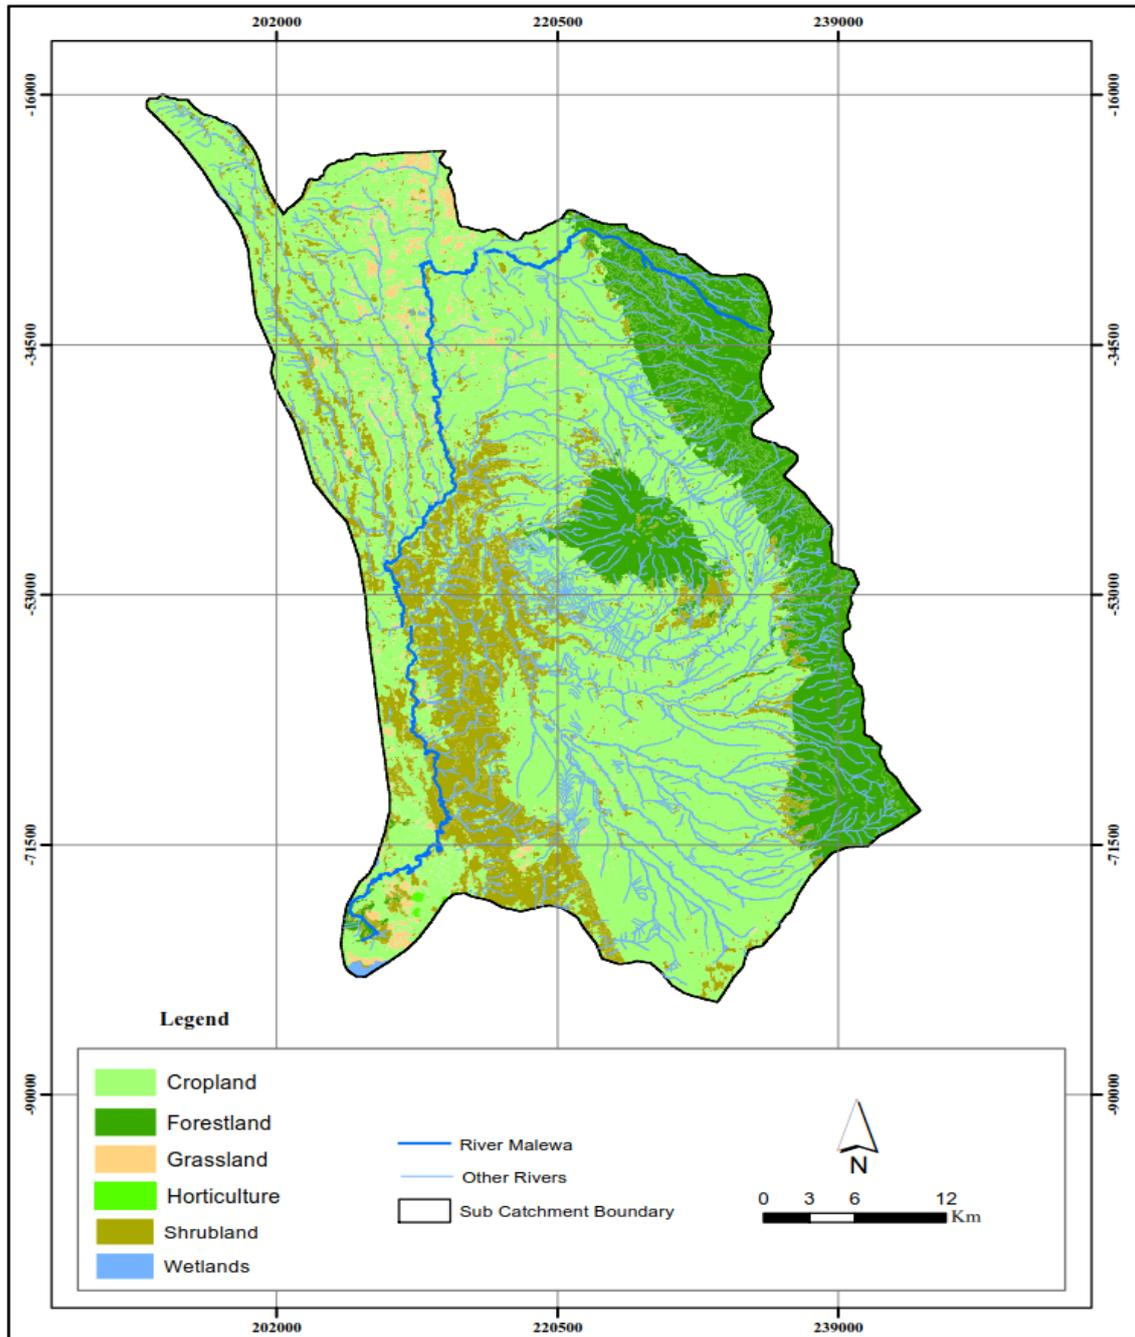 202000 220500 239000
-16000 -16000
-34500 -34500
-53000 -53000
-71500 -71500
-90000 -90000
Legend
Cropland
Forestland
Grassland
Horticulture
Shrubland
Wetlands
River Malewa
Other Rivers
Sub Catchment Boundary
N
0 3 6 12
Km
202000 220500 239000